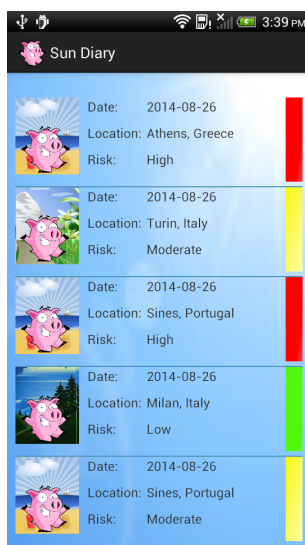 3:39 PM
Sun Diary
Date: 2014-08-26
Location: Athens, Greece
Risk: High
Date: 2014-08-26
Location: Turin, Italy
Risk: Moderate
Date: 2014-08-26
Location: Sines, Portugal
Risk: High
Date: 2014-08-26
Location: Milan, Italy
Risk: Low
Date: 2014-08-26
Location: Sines, Portugal
Risk: Moderate